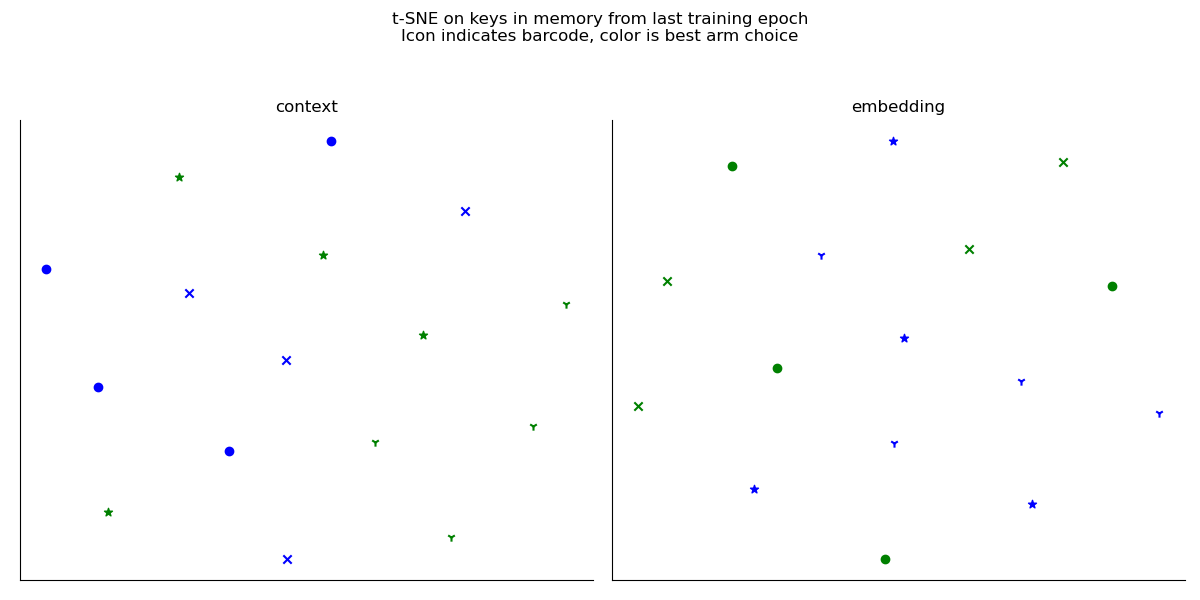 t-SNE on keys in memory from last training epoch
Icon indicates barcode, color is best arm choice
context
embedding